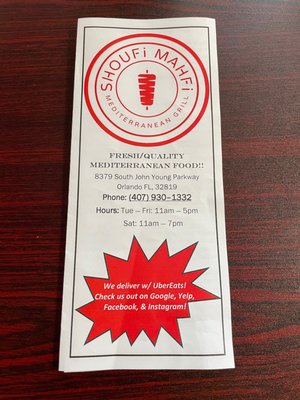 SHOUFi MAHFi
MEDITERRANEAN GRILL
FRESH/QUALITY
MEDITERRANEAN FOOD!!
8379 South John Young Parkway
Orlando FL, 32819
Phone: (407) 930-1332
Hours: Tue – Fri: 11am – 5pm
Sat: 11am – 7pm
We deliver w/ UberEats!
Check us out on Google, Yelp,
Facebook, & Instagram!